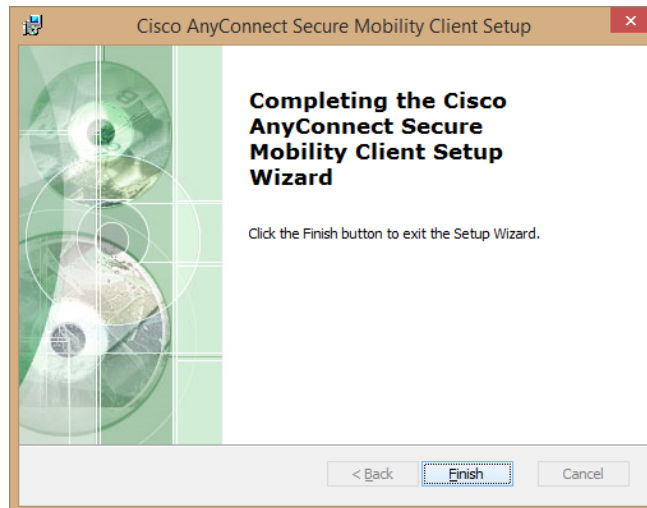 Cisco AnyConnect Secure Mobility Client Setup
Completing the Cisco
AnyConnect Secure
Mobility Client Setup
Wizard
Click the Finish button to exit the Setup Wizard.
< Back Finish Cancel